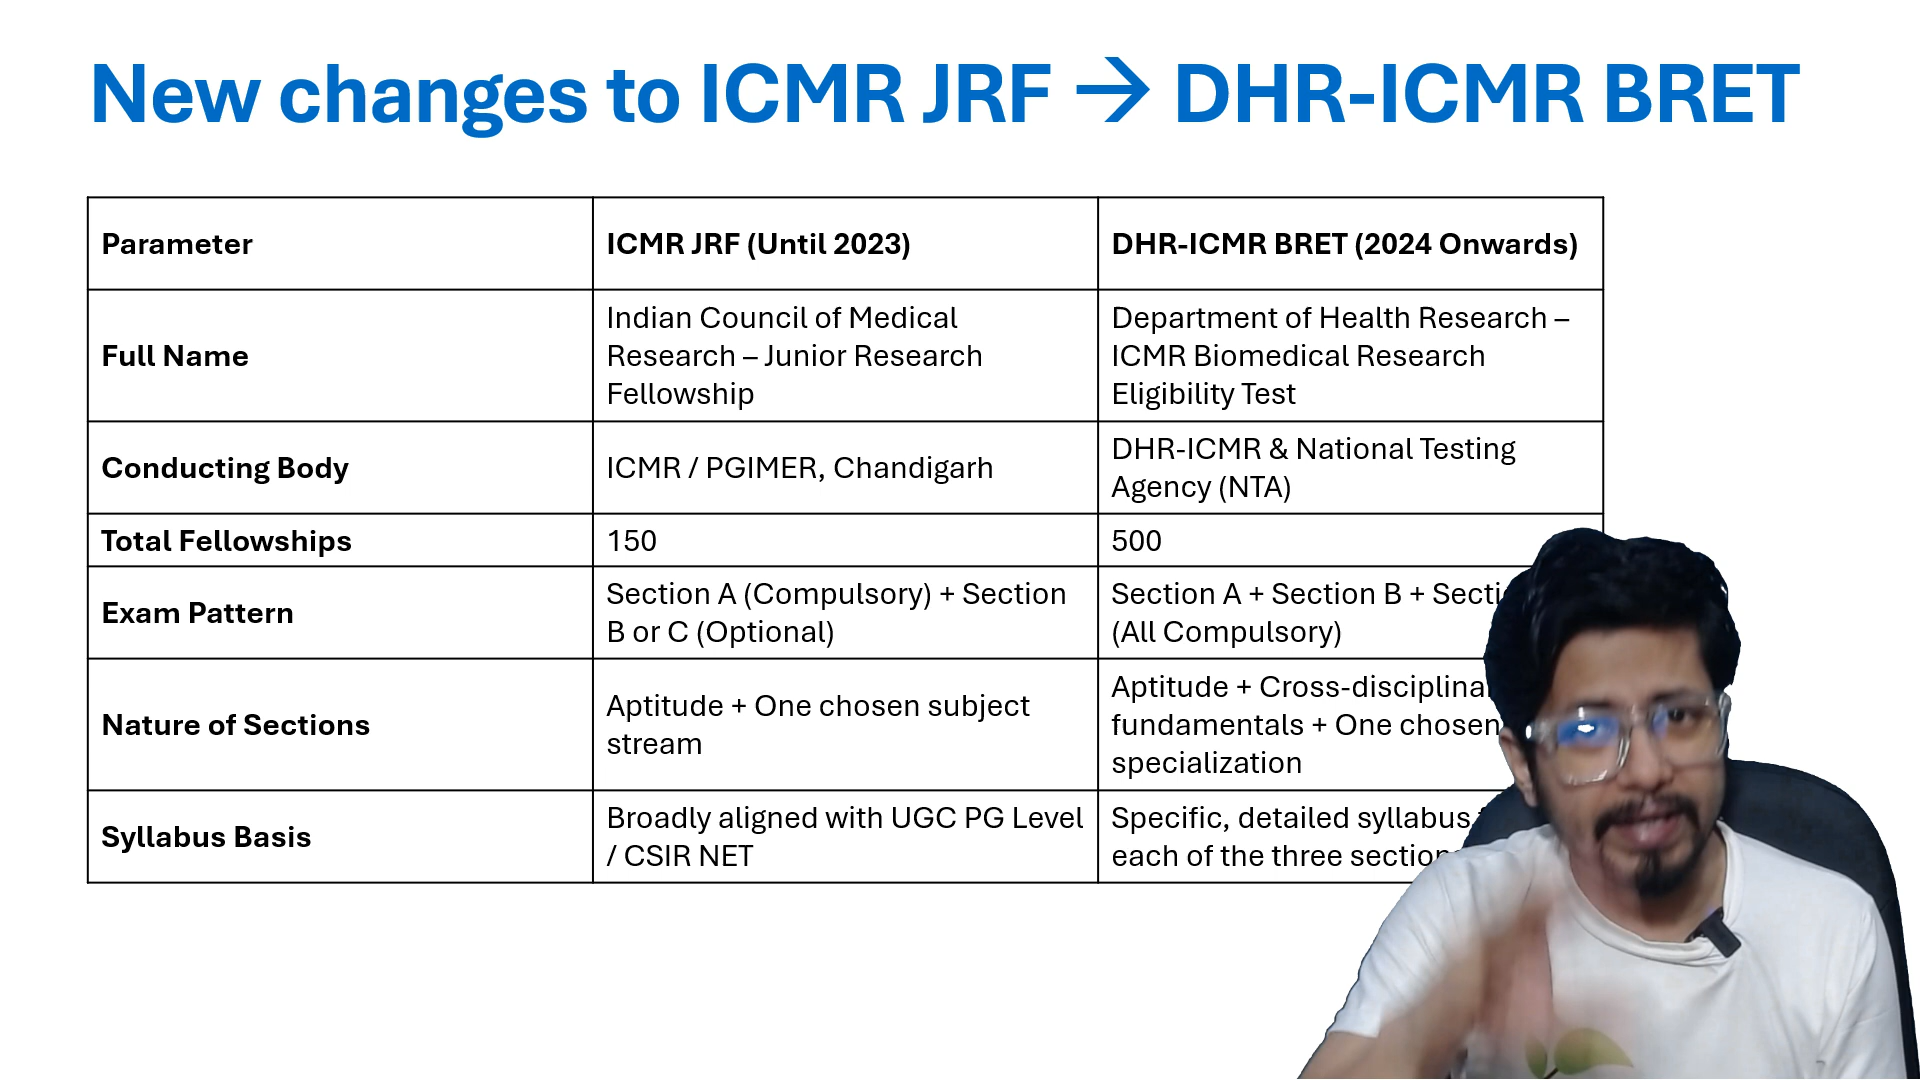 New changes to ICMR JRF → DHR-ICMR BRET
Parameter
ICMR JRF (Until 2023)
DHR-ICMR BRET (2024 Onwards)
Full Name
Indian Council of Medical
Research – Junior Research
Fellowship
Department of Health Research –
ICMR Biomedical Research
Eligibility Test
Conducting Body
ICMR / PGIMER, Chandigarh
DHR-ICMR & National Testing
Agency (NTA)
Total Fellowships
150
500
Exam Pattern
Section A (Compulsory) + Section
B or C (Optional)
Section A + Section B +
(All Compulsory)
Nature of Sections
Aptitude + One chosen subject
stream
Aptitude +
fundamentals + One chosen
specialization
Syllabus Basis
Broadly aligned with UGC PG Level
/ CSIR NET
Specific, detailed syllabus
each of the three